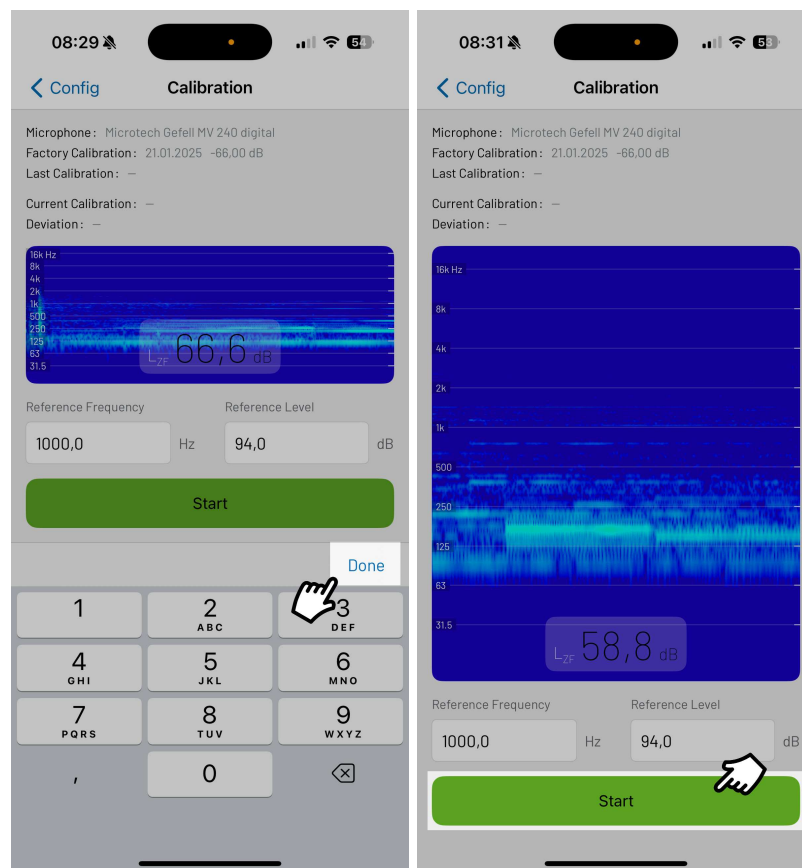 08:29
54
Config
Calibration
Microphone: Microtech Gefell MV 240 digital
Factory Calibration: 21.01.2025 -66,00 dB
Last Calibration: —
Current Calibration: —
Deviation: —
16k Hz
8k
4k
2k
1k
500
250
125
63
31.5
LZF 66,6 dB
Reference Frequency
Reference Level
1000,0 Hz
94,0 dB
Start
Done
1
2 ABC
3 DEF
4 GHI
5 JKL
6 MNO
7 PQRS
8 TUV
9 WXYZ
,
0
08:31
53
Config
Calibration
Microphone: Microtech Gefell MV 240 digital
Factory Calibration: 21.01.2025 -66,00 dB
Last Calibration: —
Current Calibration: —
Deviation: —
16k Hz
8k
4k
2k
1k
500
250
125
63
31.5
LZF 58,8 dB
Reference Frequency
Reference Level
1000,0 Hz
94,0 dB
Start